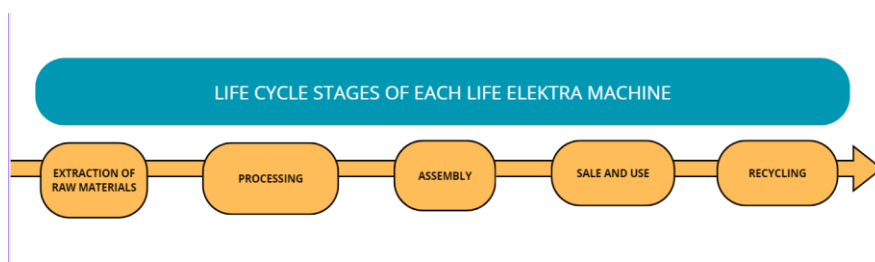 LIFE CYCLE STAGES OF EACH LIFE ELEKTRA MACHINE
EXTRACTION OF
RAW MATERIALS
PROCESSING
ASSEMBLY
SALE AND USE
RECYCLING